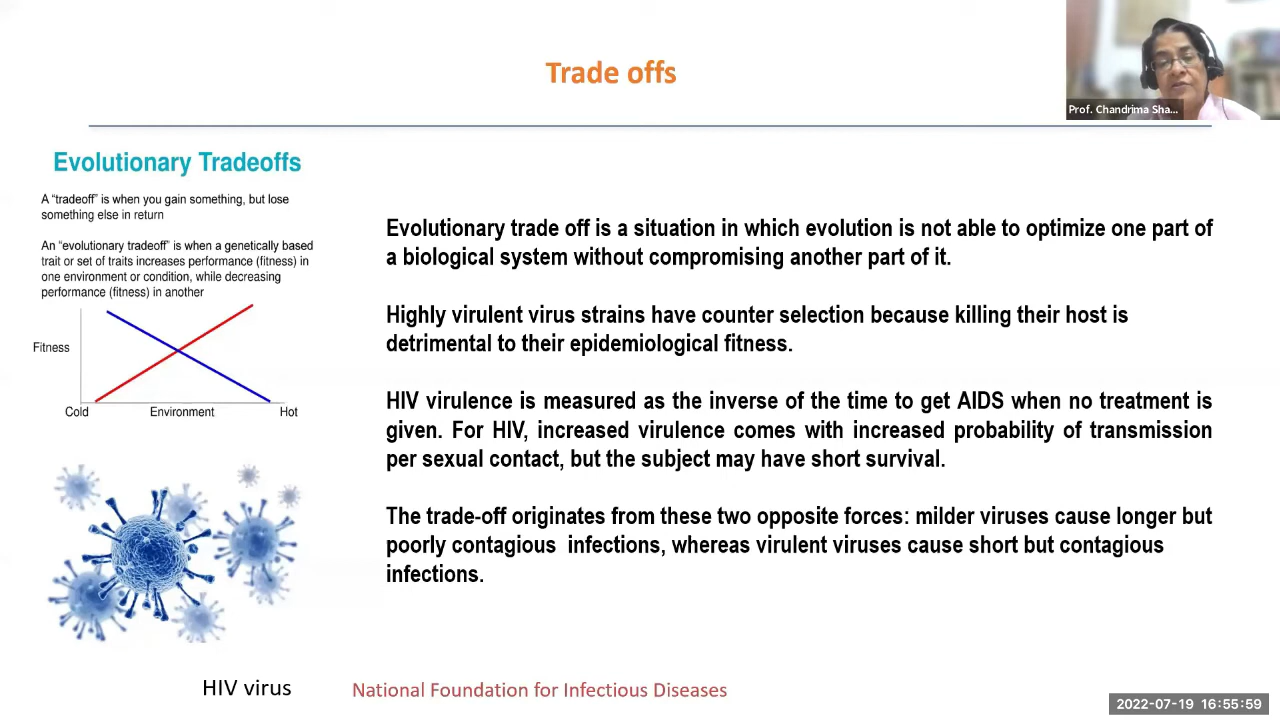 Trade offs
Prof. Chandrima Sha...
Evolutionary Tradeoffs
A “tradeoff” is when you gain something, but lose
something else in return
An “evolutionary tradeoff” is when a genetically based
trait or set of traits increases performance (fitness) in
one environment or condition, while decreasing
performance (fitness) in another
Fitness
Cold
Environment
Hot
Evolutionary trade off is a situation in which evolution is not able to optimize one part of
a biological system without compromising another part of it.
Highly virulent virus strains have counter selection because killing their host is
detrimental to their epidemiological fitness.
HIV virulence is measured as the inverse of the time to get AIDS when no treatment is
given. For HIV, increased virulence comes with increased probability of transmission
per sexual contact, but the subject may have short survival.
The trade-off originates from these two opposite forces: milder viruses cause longer but
poorly contagious  infections, whereas virulent viruses cause short but contagious
infections.
HIV virus
National Foundation for Infectious Diseases
2022-07-19 16:55:59